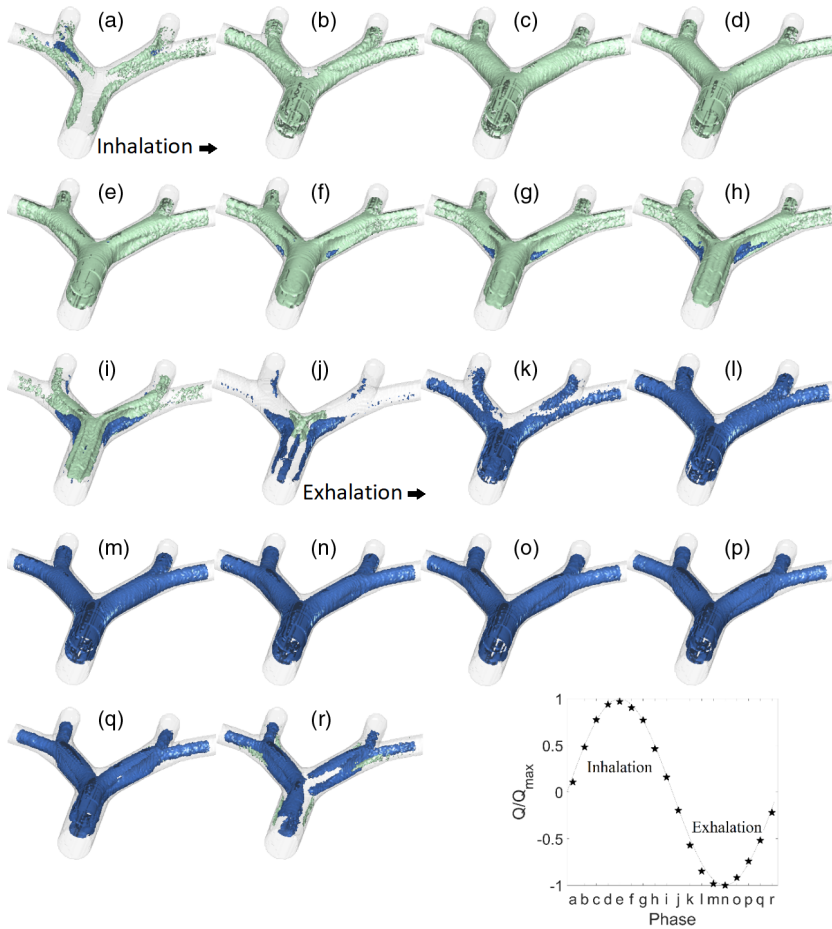 (a) (b) (c) (d)
Inhalation
(e) (f) (g) (h)
(i) (j) (k) (l)
Exhalation
(m) (n) (o) (p)
(q) (r)
1
0.5
Inhalation
0
Q/Qmax
Exhalation
-0.5
-1
a b c d e f g h i j k l m n o p q r
Phase